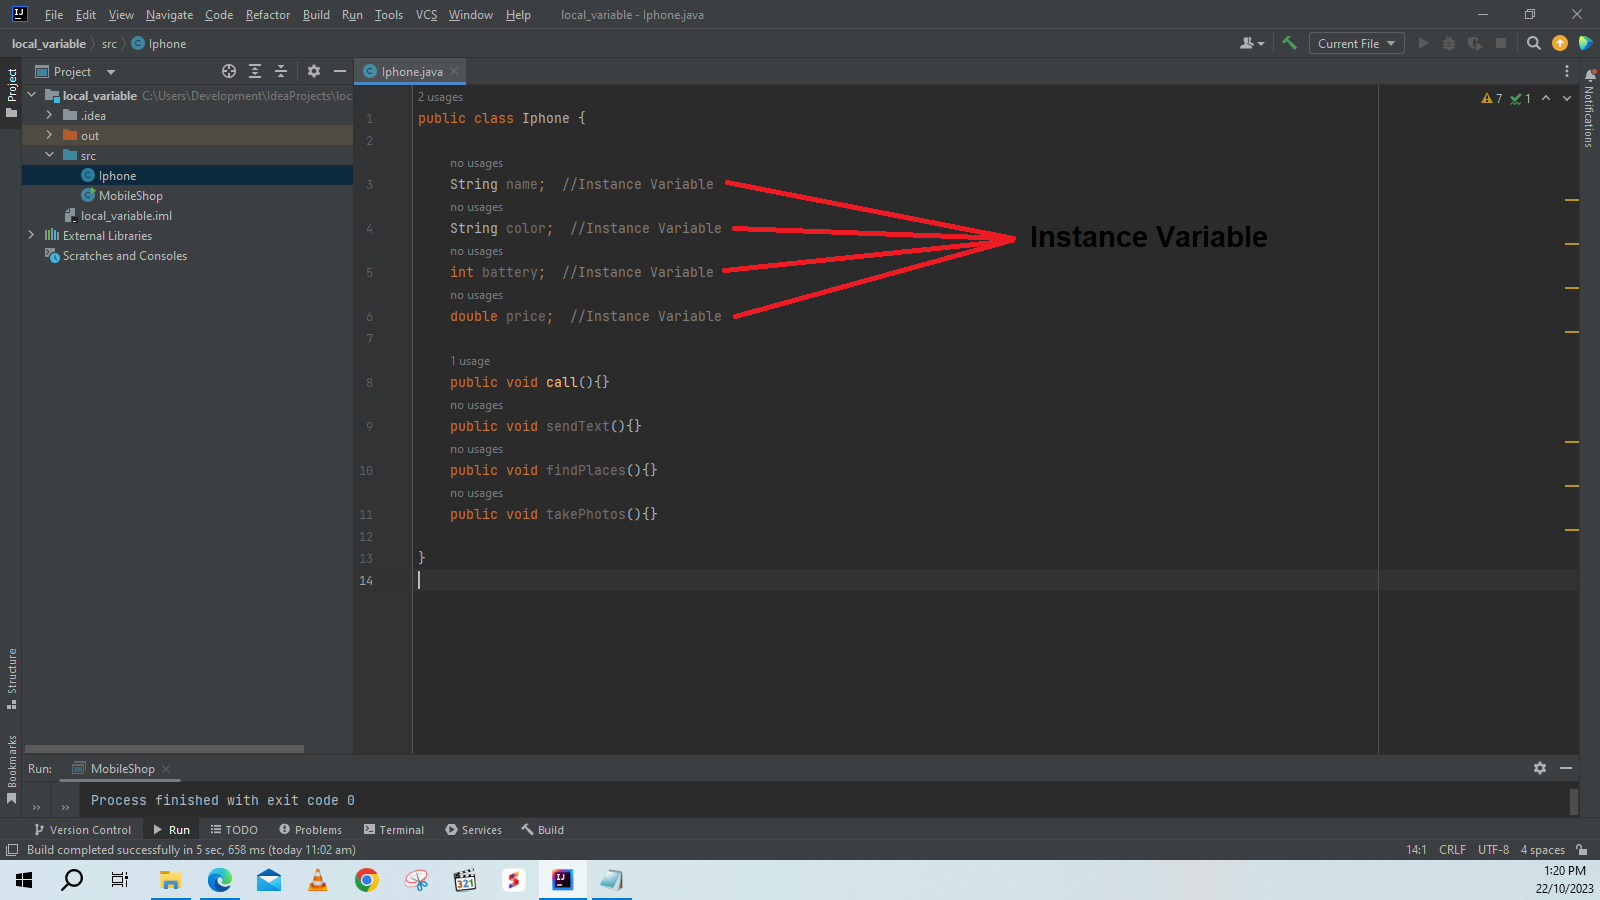 File Edit View Navigate Code Refactor Build Run Tools VCS Window Help local_variable - Iphone.java
local_variable src Iphone
Current File
Project
Project
local_variable C:\Users\Development\IdeaProjects\loc
.idea
out
src
Iphone
MobileShop
local_variable.iml
External Libraries
Scratches and Consoles
Iphone.java
7 1
Notifications
2 usages
1 public class Iphone {
2
no usages
3 String name; //Instance Variable
no usages
4 String color; //Instance Variable
no usages
5 int battery; //Instance Variable
no usages
6 double price; //Instance Variable
Instance Variable
7
1 usage
8 public void call(){}
no usages
9 public void sendText(){}
no usages
10 public void findPlaces(){}
no usages
11 public void takePhotos(){}
12
13 }
14
Structure
Bookmarks
Run: MobileShop
Process finished with exit code 0
Version Control Run TODO Problems Terminal Services Build
Build completed successfully in 5 sec, 658 ms (today 11:02 am) 14:1 CRLF UTF-8 4 spaces
321
IJ
1:20 PM
22/10/2023